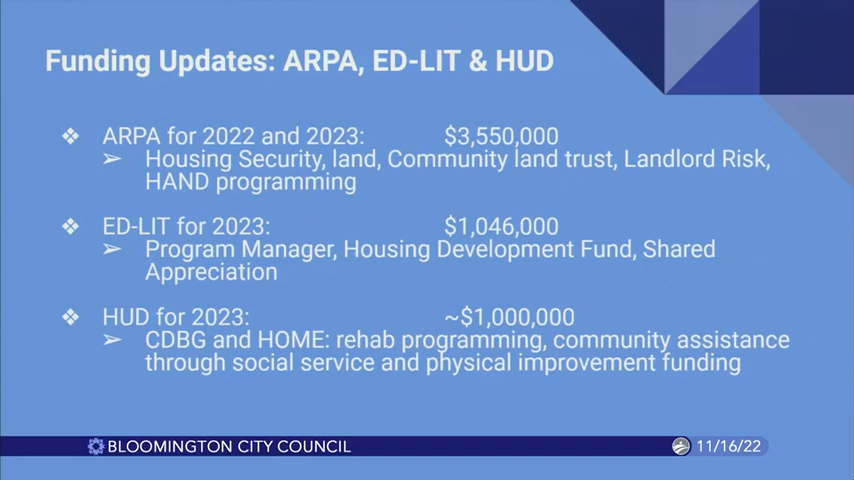 Funding Updates: ARPA, ED-LIT & HUD
❖ ARPA for 2022 and 2023: $3,550,000
➢ Housing Security, land, Community land trust, Landlord Risk,
HAND programming
❖ ED-LIT for 2023: $1,046,000
➢ Program Manager, Housing Development Fund, Shared
Appreciation
❖ HUD for 2023: ~$1,000,000
➢ CDBG and HOME: rehab programming, community assistance
through social service and physical improvement funding
BLOOMINGTON CITY COUNCIL 11/16/22